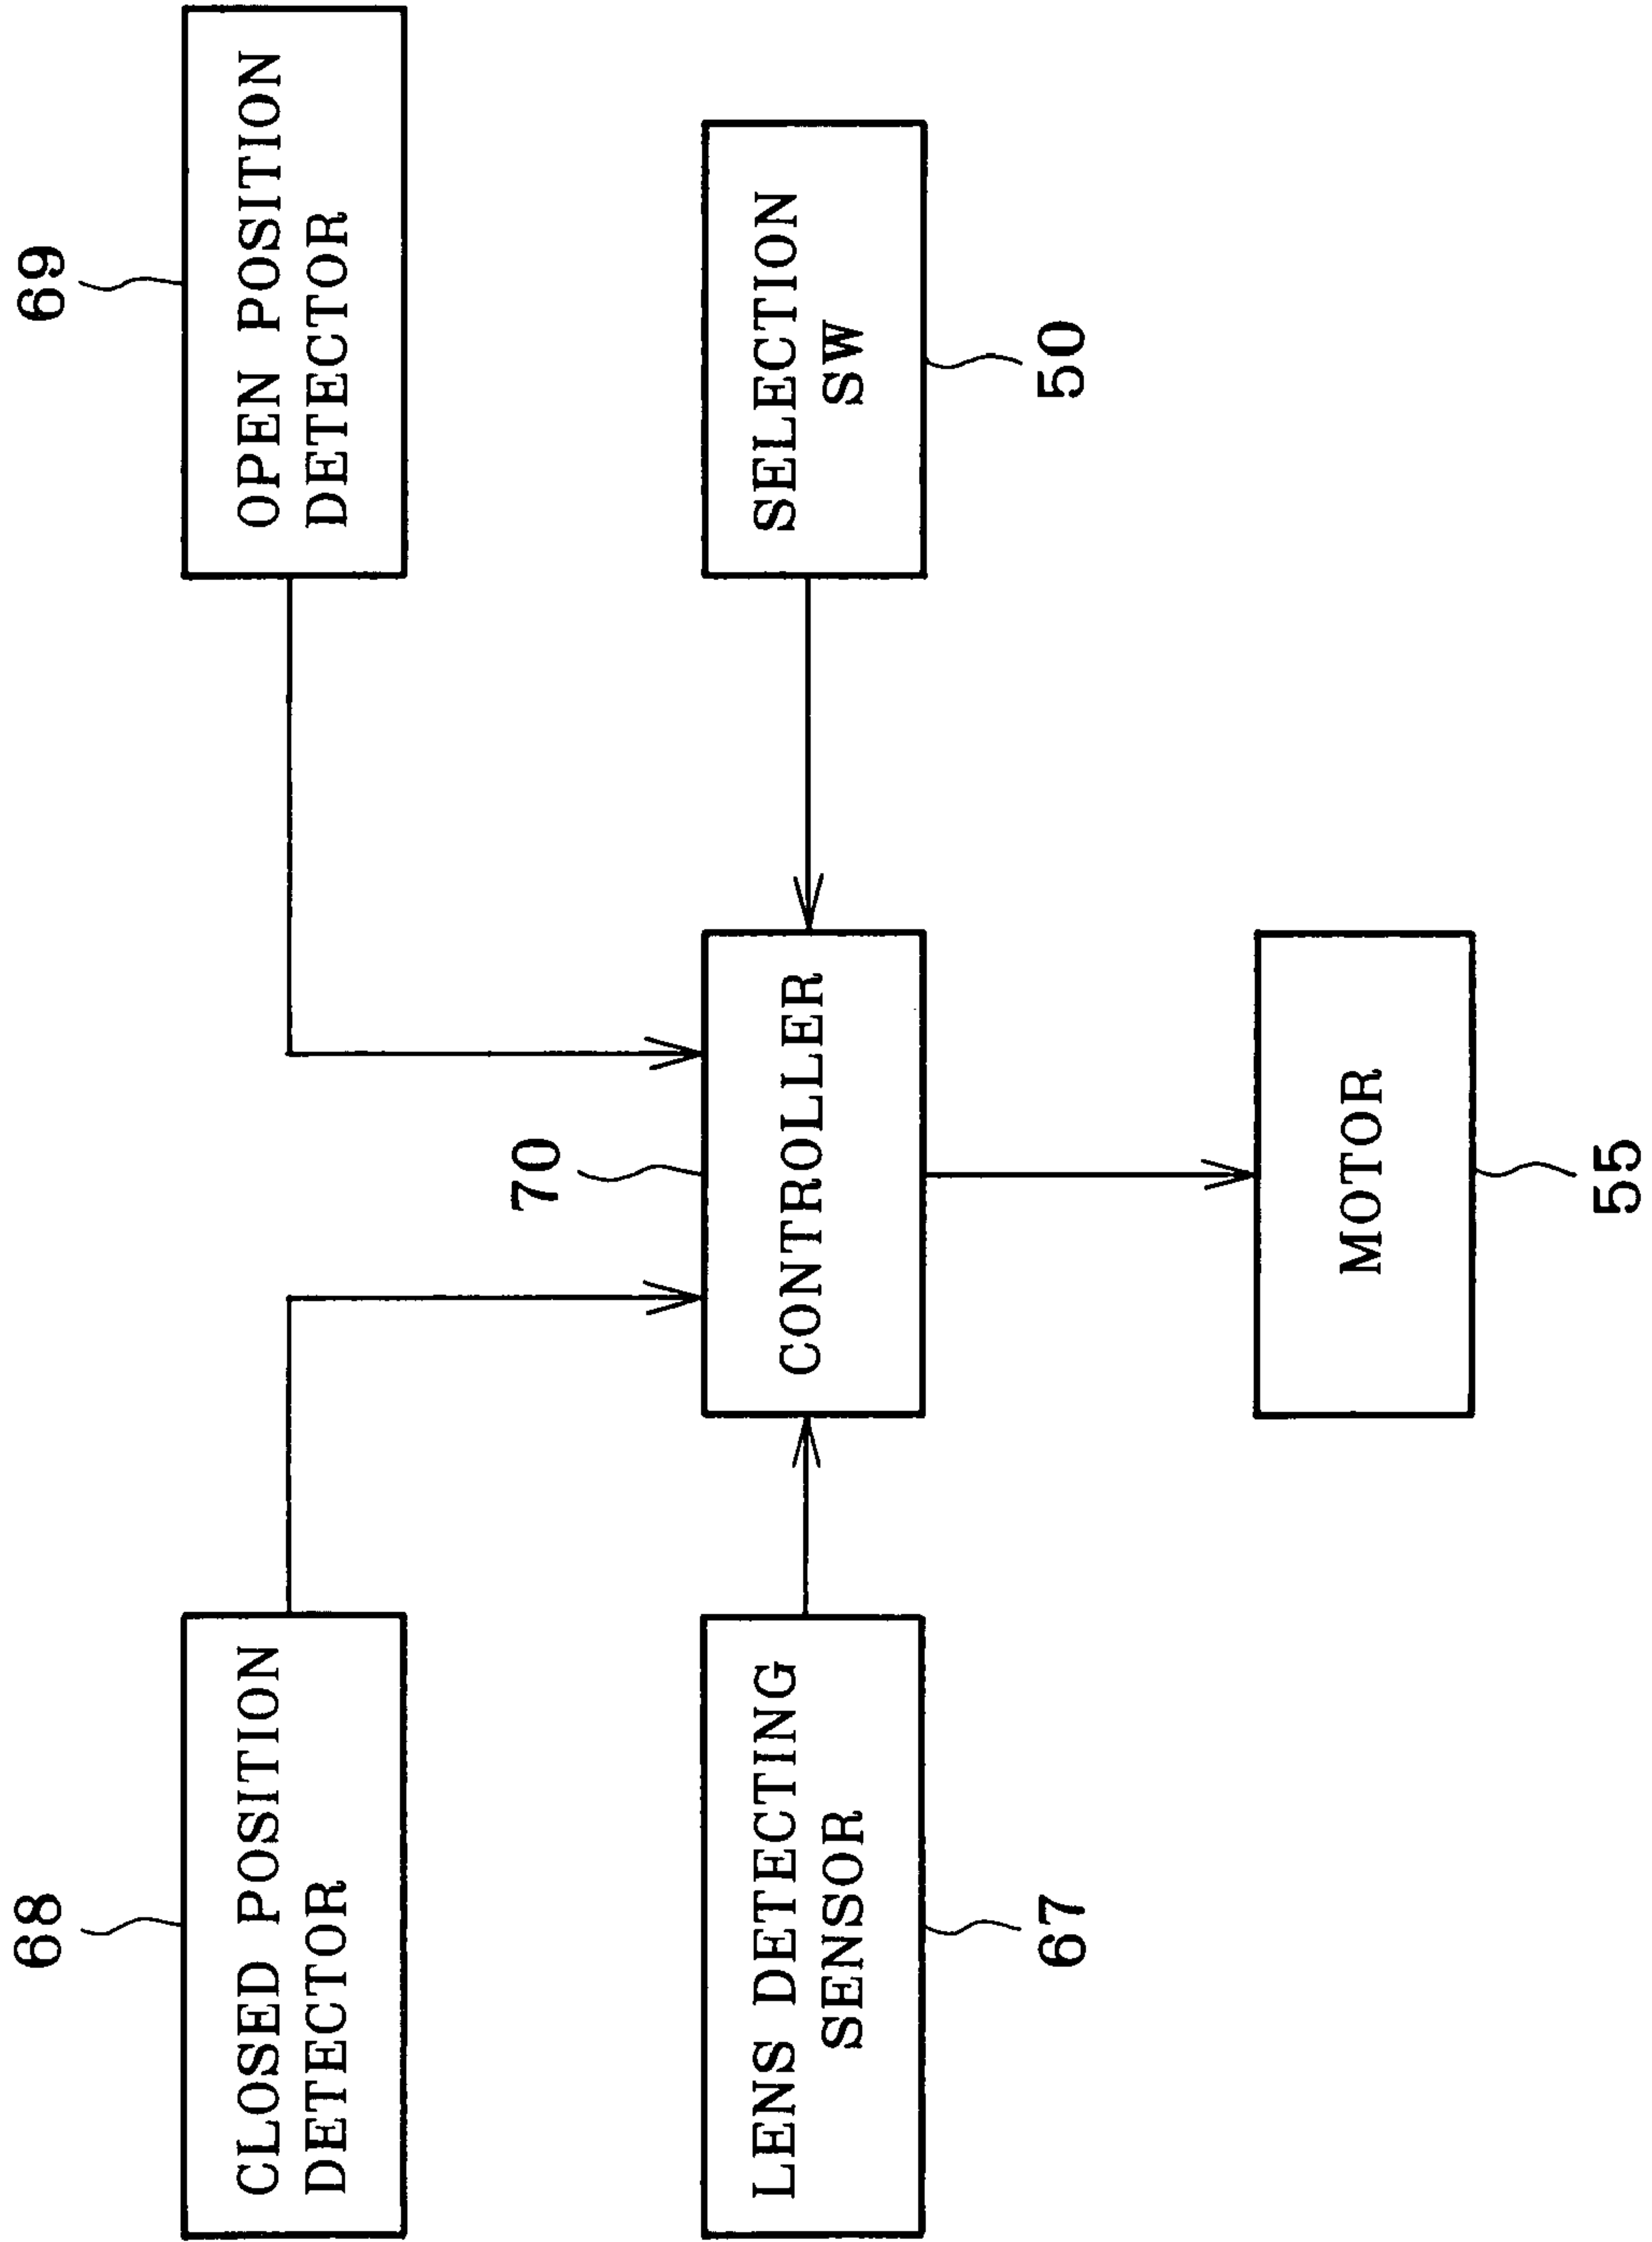 68
CLOSED POSITION
DETECTOR
69
OPEN POSITION
DETECTOR
70
CONTROLLER
LENS DETECTING
SENSOR
67
SELECTION
SW
50
MOTOR
55